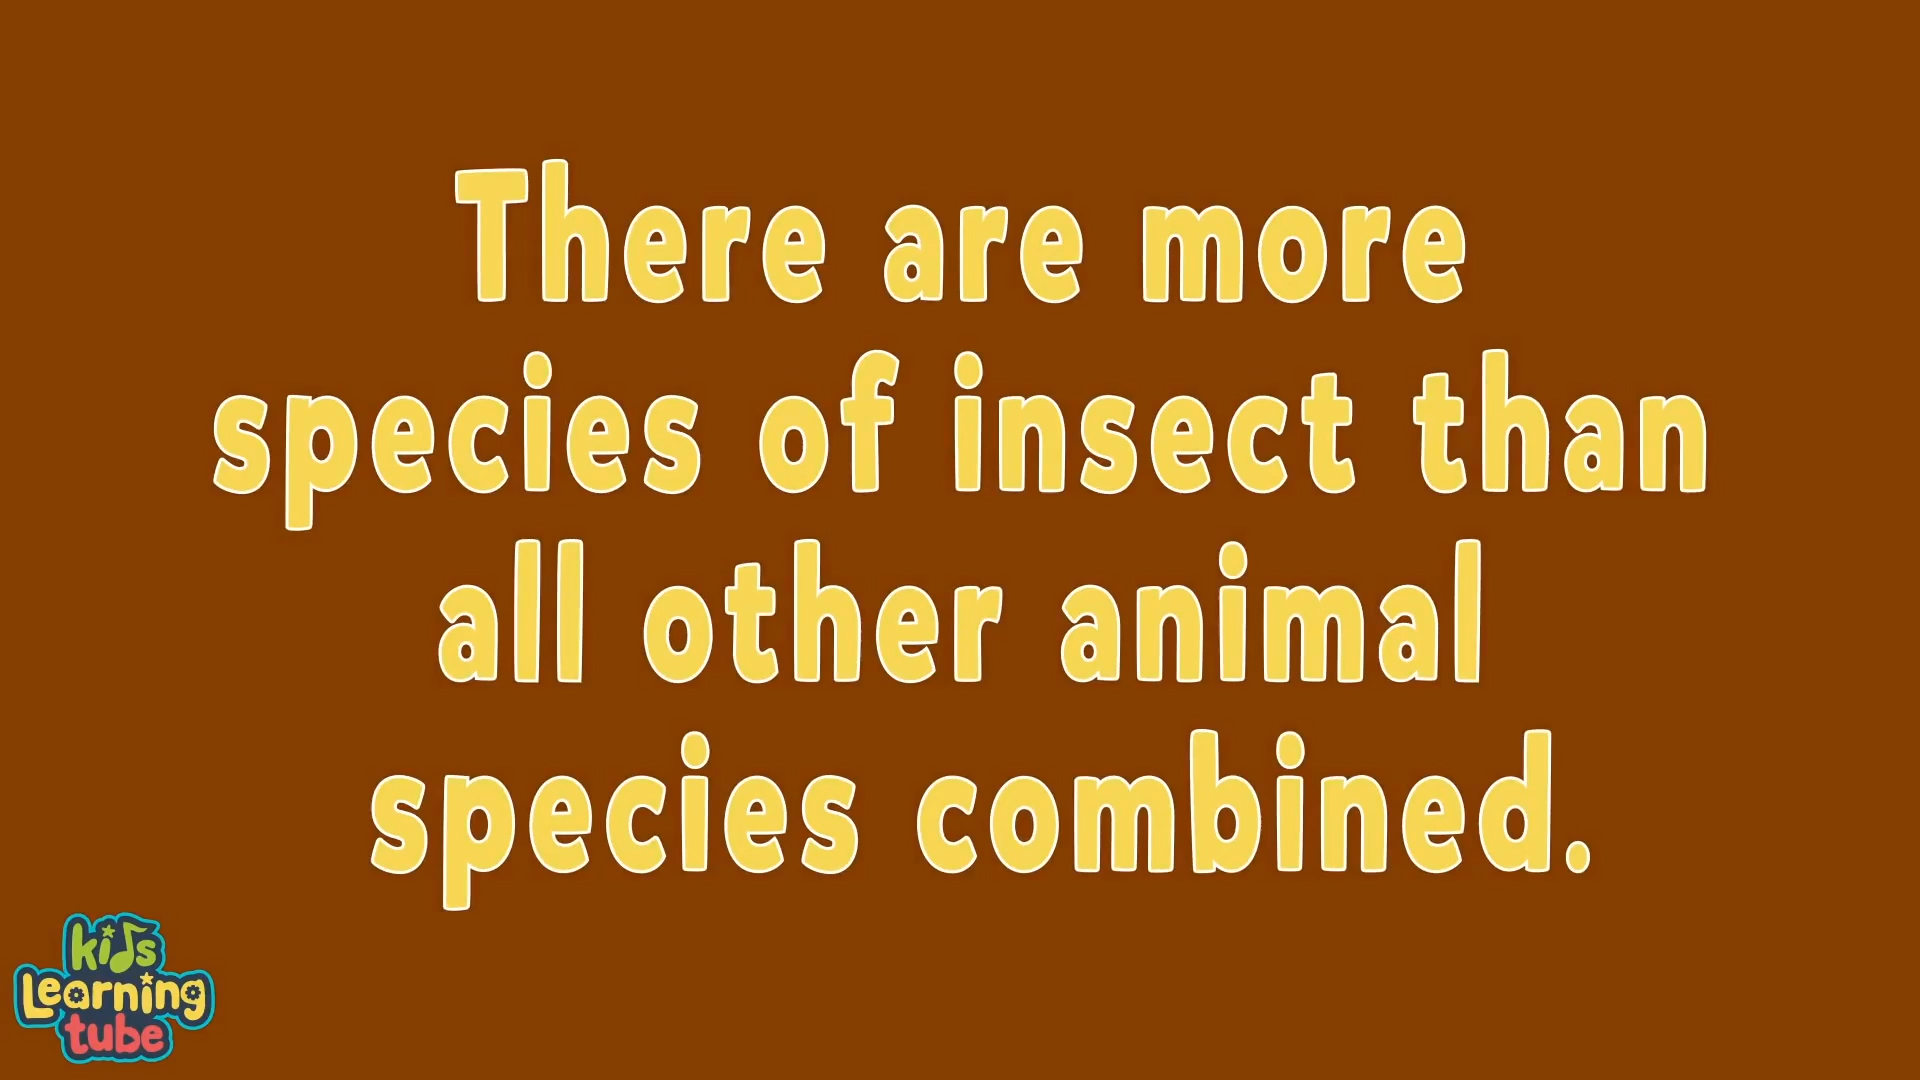 There are more
species of insect than
all other animal
species combined.
kids
Learning
tube